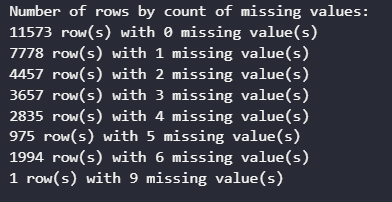 Number of rows by count of missing values:
11573 row(s) with 0 missing value(s)
7778 row(s) with 1 missing value(s)
4457 row(s) with 2 missing value(s)
3657 row(s) with 3 missing value(s)
2835 row(s) with 4 missing value(s)
975 row(s) with 5 missing value(s)
1994 row(s) with 6 missing value(s)
1 row(s) with 9 missing value(s)